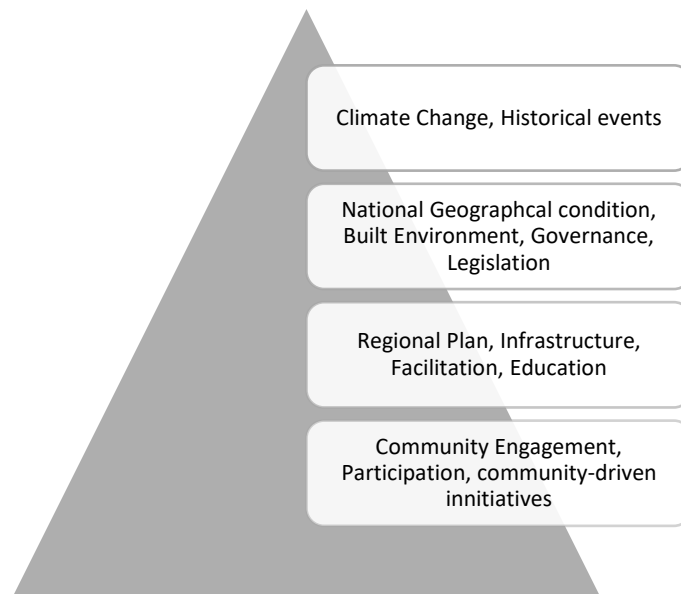 Climate Change, Historical events
National Geographcal condition,
Built Environment, Governance,
Legislation
Regional Plan, Infrastructure,
Facilitation, Education
Community Engagement,
Participation, community-driven
innitiatives